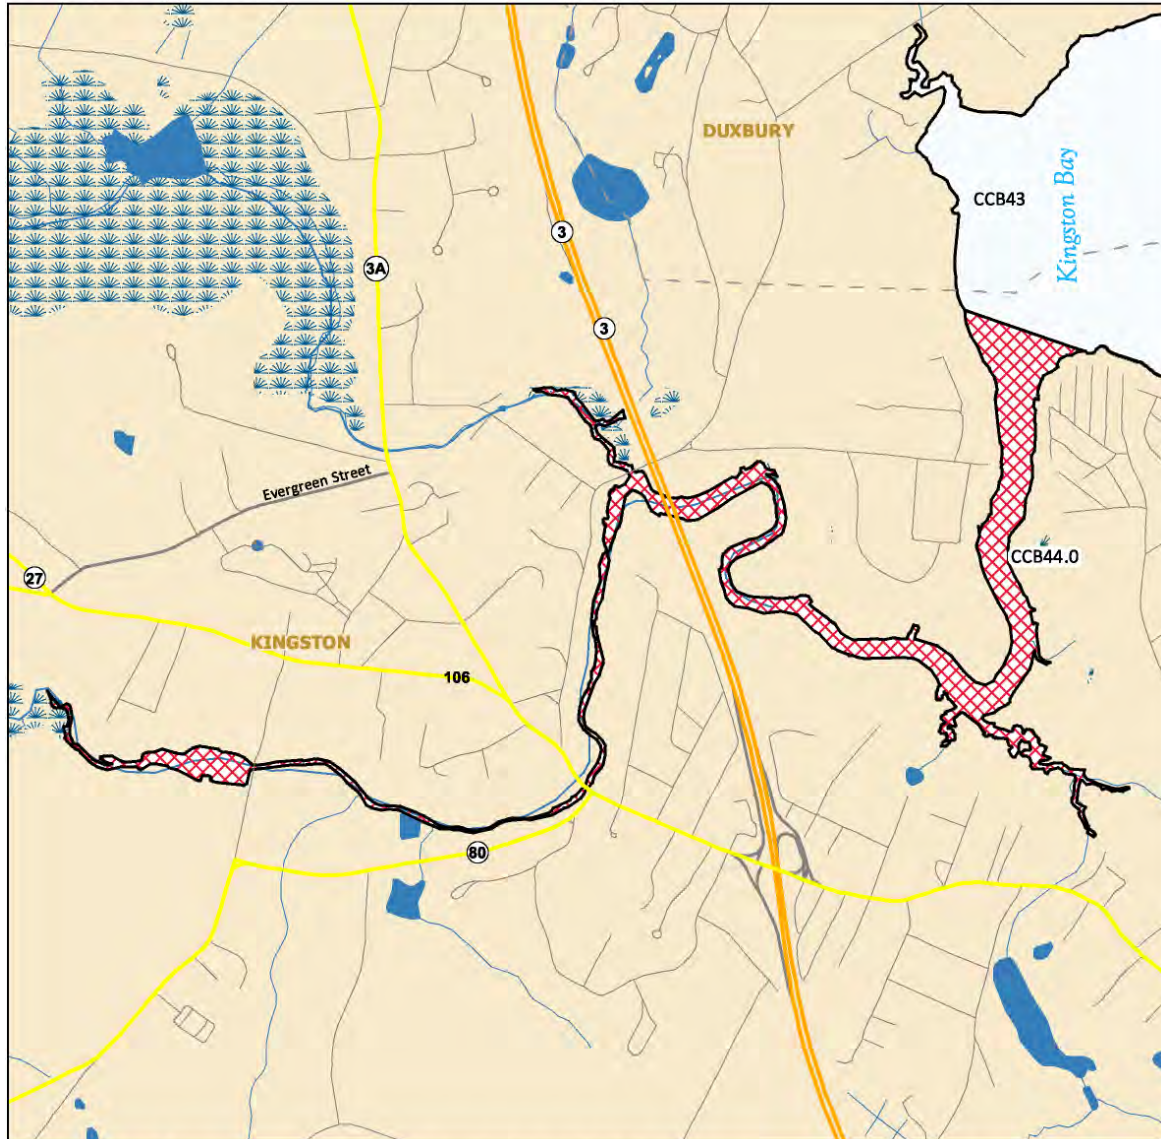 DUXBURY
Kingston Bay
CCB43
3
3A
3
Evergreen Street
CCB44.0
27
KINGSTON
106
80